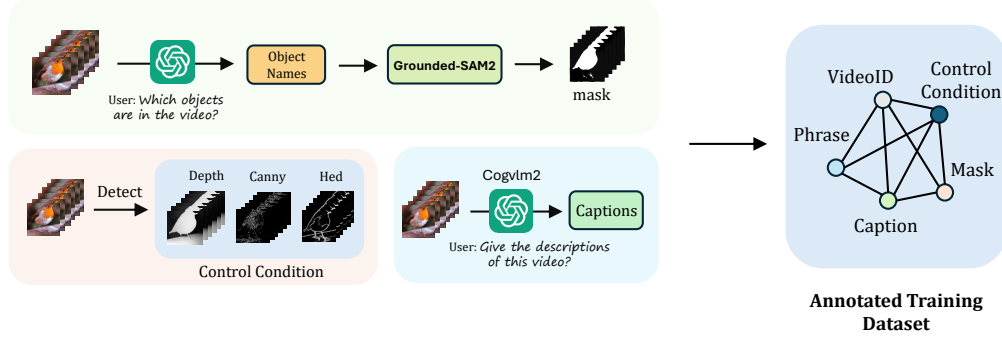 Object
Names
Grounded-SAM2
User: Which objects
are in the video?
mask
Detect
Depth
Canny
Hed
Control Condition
Cogvlm2
Captions
User: Give the descriptions
of this video?
VideoID
Control
Condition
Phrase
Mask
Caption
Annotated Training
Dataset